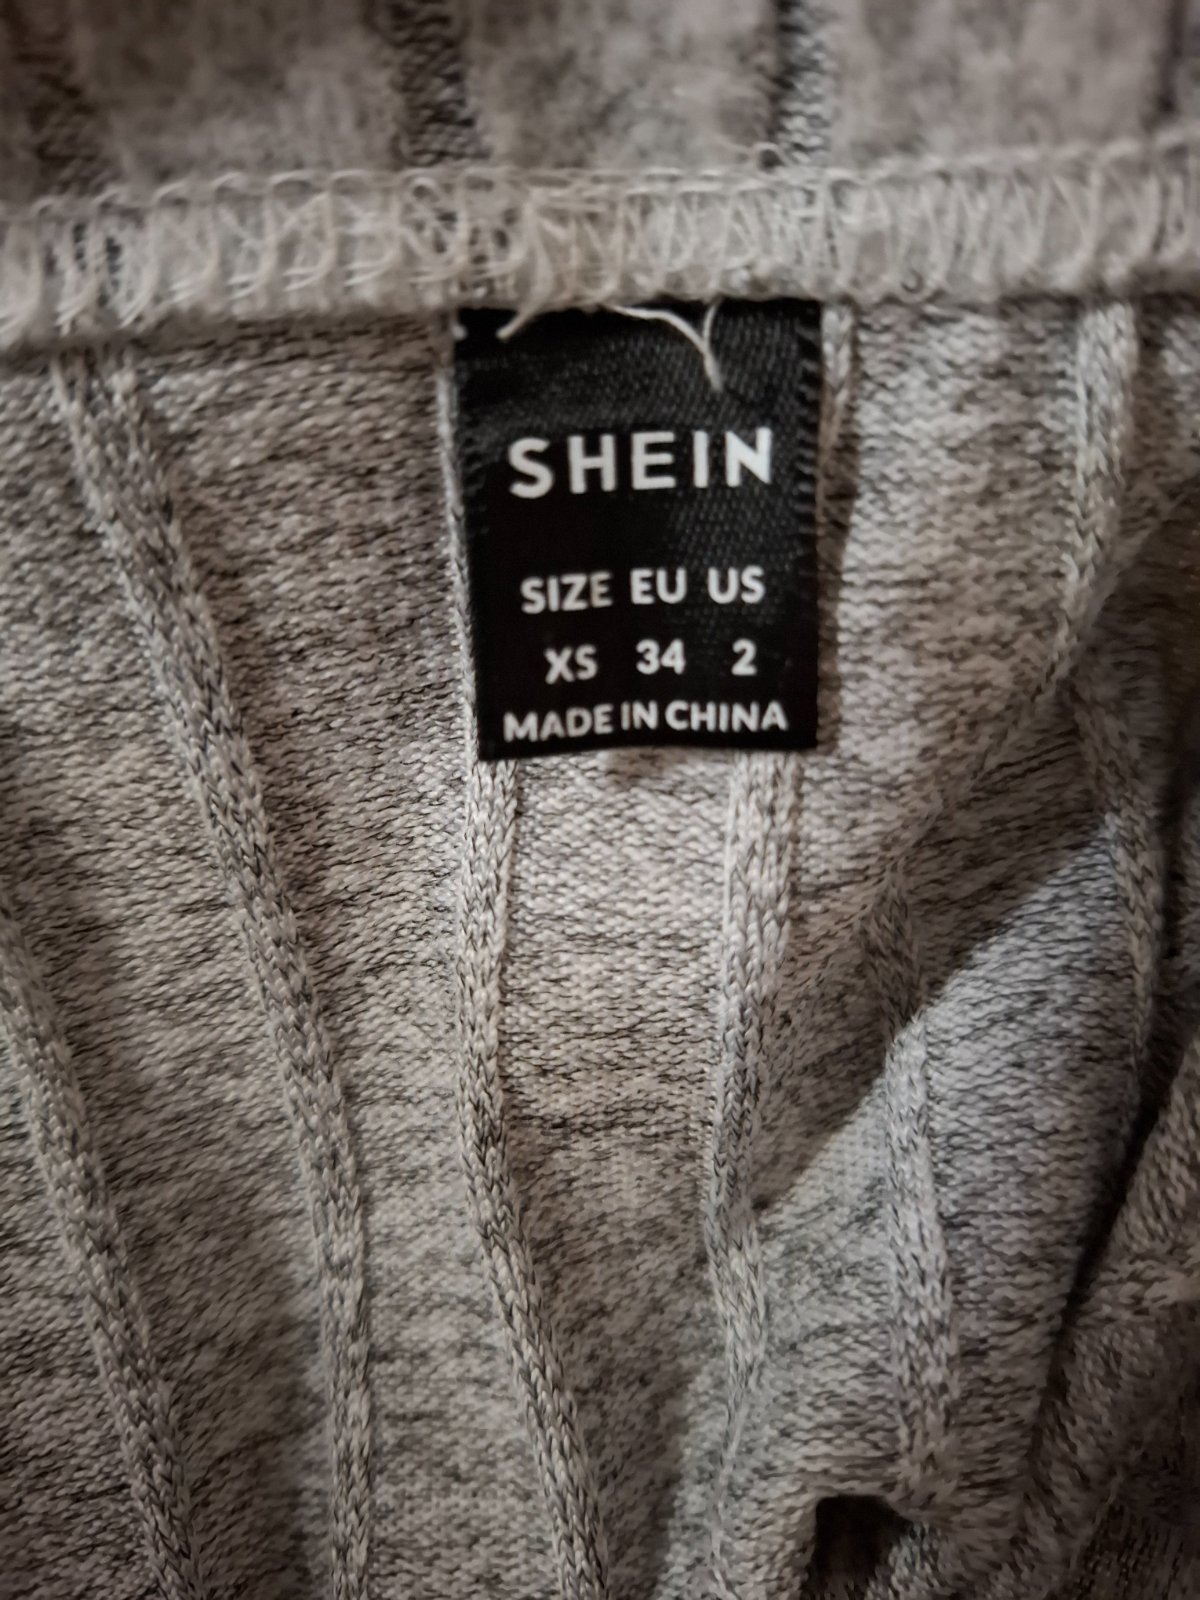 SHEIN
SIZE EU US
XS 34 2
MADE IN CHINA